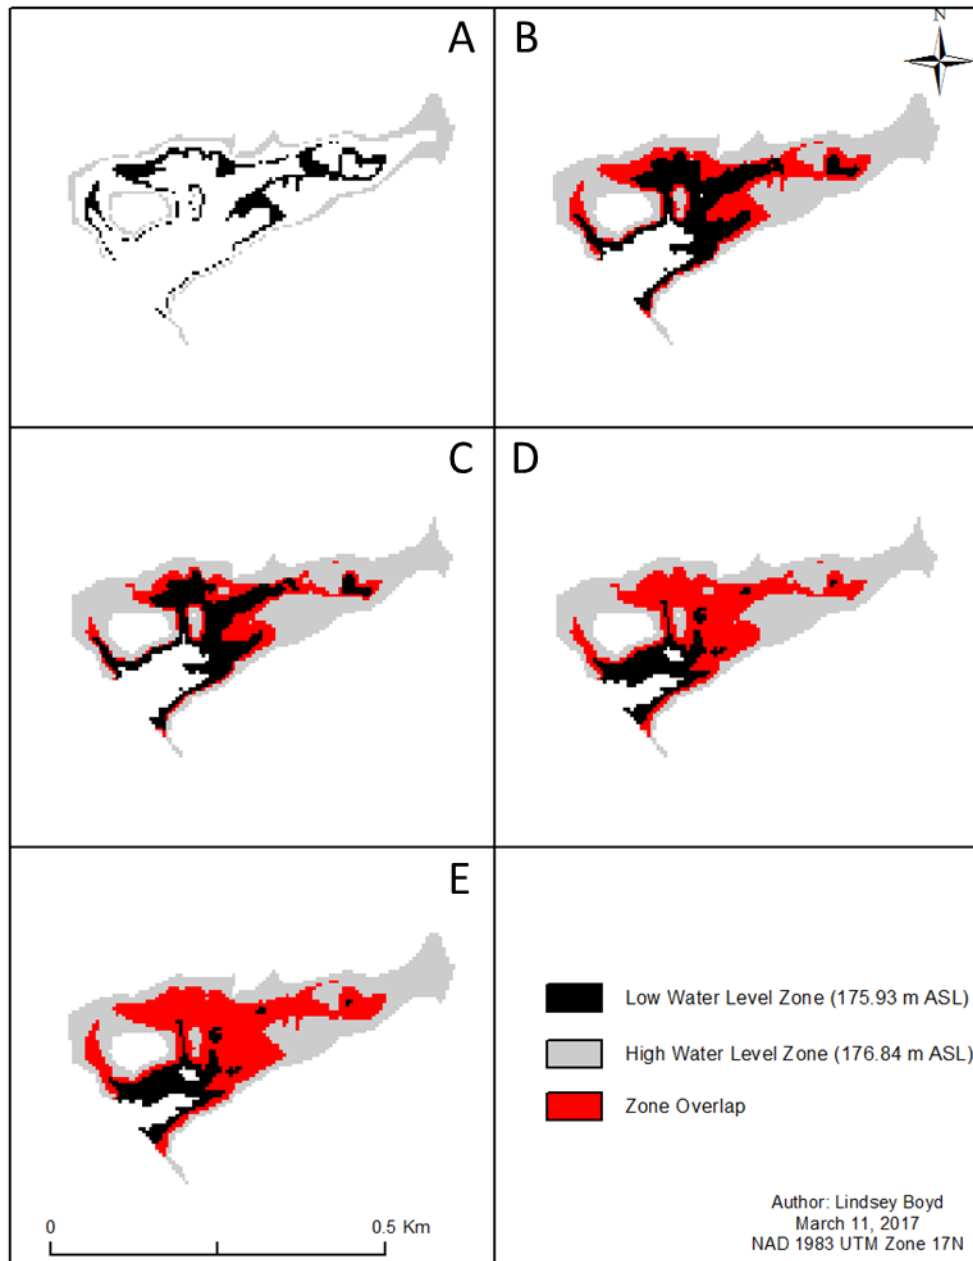 A
B
N
C
D
E
Low Water Level Zone (175.93 m ASL)
High Water Level Zone (176.84 m ASL)
Zone Overlap
0
0.5 Km
Author: Lindsey Boyd
March 11, 2017
NAD 1983 UTM Zone 17N